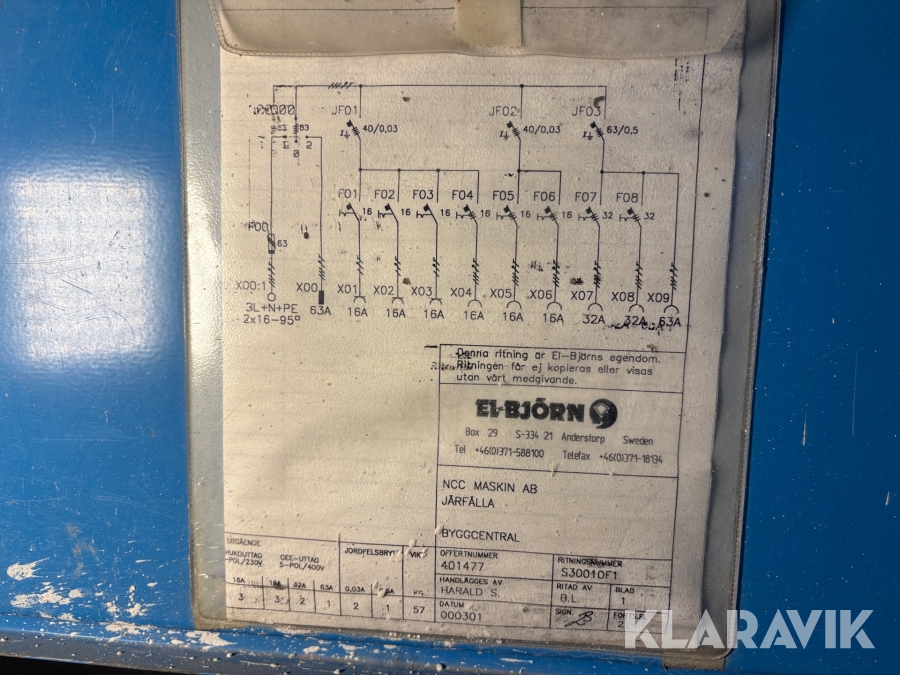 JF01 JF02 JF03
40/0,03 40/0,03 63/0,5
63 63
1 0 2
F01 F02 F03 F04 F05 F06 F07 F08
16 16 16 16 16 16 32 32
F00
63
X00:1 X00 X01 X02 X03 X04 X05 X06 X07 X08 X09
3L+N+PE 63A 16A 16A 16A 16A 16A 16A 32A 32A 63A
2x16-95°
Denna ritning är El-Björns egendom.
Ritningen får ej kopieras eller visas
utan vårt medgivande.
EL-BJÖRN
Box 29 S-334 21 Anderstorp Sweden
Tel +46(0)371-588100 Telefax +46(0)371-18134
NCC MASKIN AB
JÄRFÄLLA
BYGGCENTRAL
UTGÅENDE
CEE-UTTAG
5-POL/400V
JORDFELSBRYT
VIKT
-POL/230V
16A 16A 32A 63A 0,03A
3 3 2 1 2 1 57
OFFERTNUMMER
401477
RITNINGSNUMMER
S30010F1
HANDLÄGGES AV
HARALD S.
RITAD AV
B.L.
BLAD
1
DATUM
000301
SIGN.
KLARAVIK